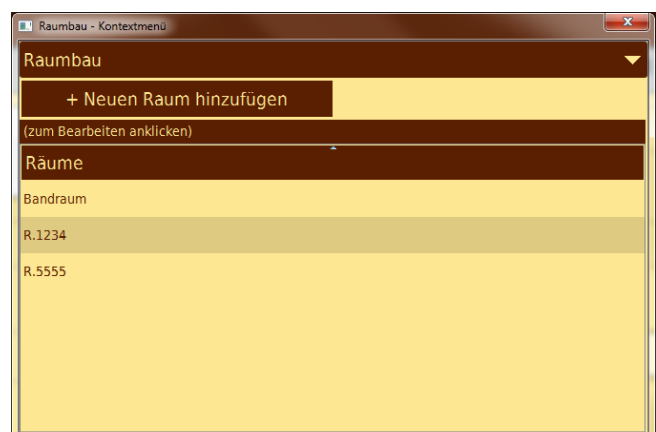 Raumbau - Kontextmenü
Raumbau
+ Neuen Raum hinzufügen
(zum Bearbeiten anklicken)
Räume
Bandraum
R.1234
R.5555